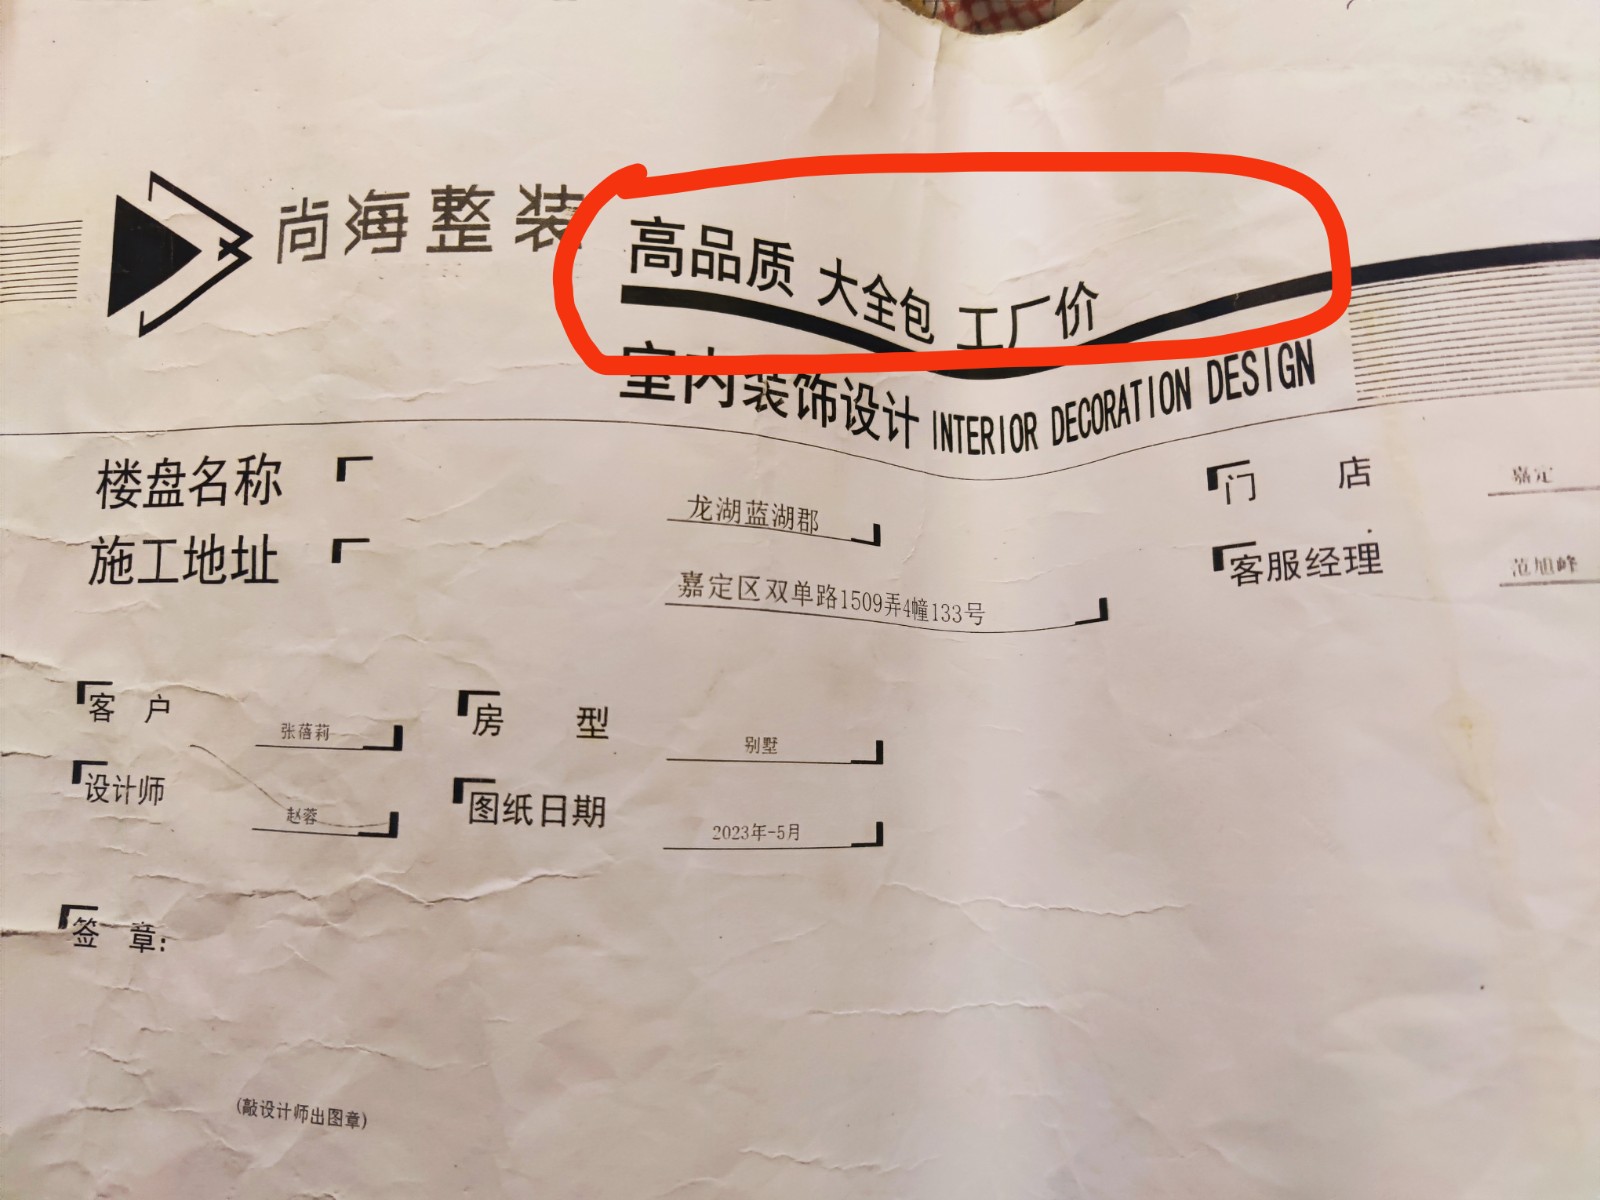 尚海整装
高品质 大全包 工厂价
室内装饰设计 INTERIOR DECORATION DESIGN
楼盘名称 龙湖蓝湖郡
门 店 嘉定
施工地址 嘉定区双单路1509弄4幢133号
客服经理 范旭峰
客 户 张蓓莉
房 型 别墅
设计师 赵蓉
图纸日期 2023年-5月
签 章:
(敲设计师出图章)